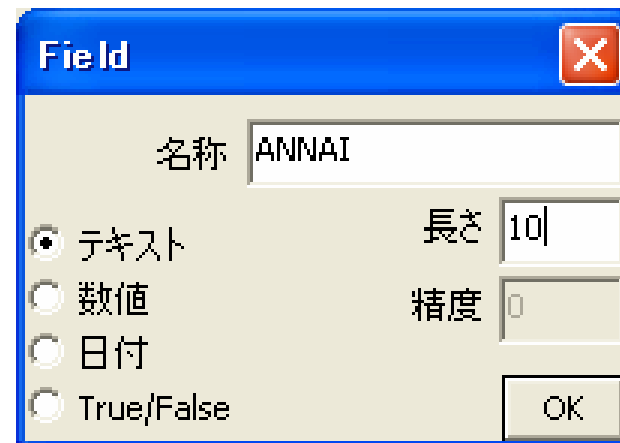 Field
名称 ANNAI
テキスト 長さ 10
数値 精度 0
日付
True/False OK